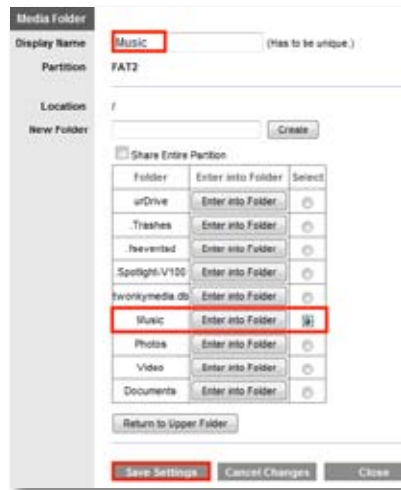 Media Folder
Display Name Music (Has to be unique.)
Partition FAT2
Location /
New Folder Create
Share Entire Partition
Folder Enter into Folder Select
urDrive Enter into Folder
.Trashes Enter into Folder
.fseventsd Enter into Folder
.Spotlight-V100 Enter into Folder
twonkymedia.db Enter into Folder
Music Enter into Folder
Photos Enter into Folder
Video Enter into Folder
Documents Enter into Folder
Return to Upper Folder
Save Settings Cancel Changes Close